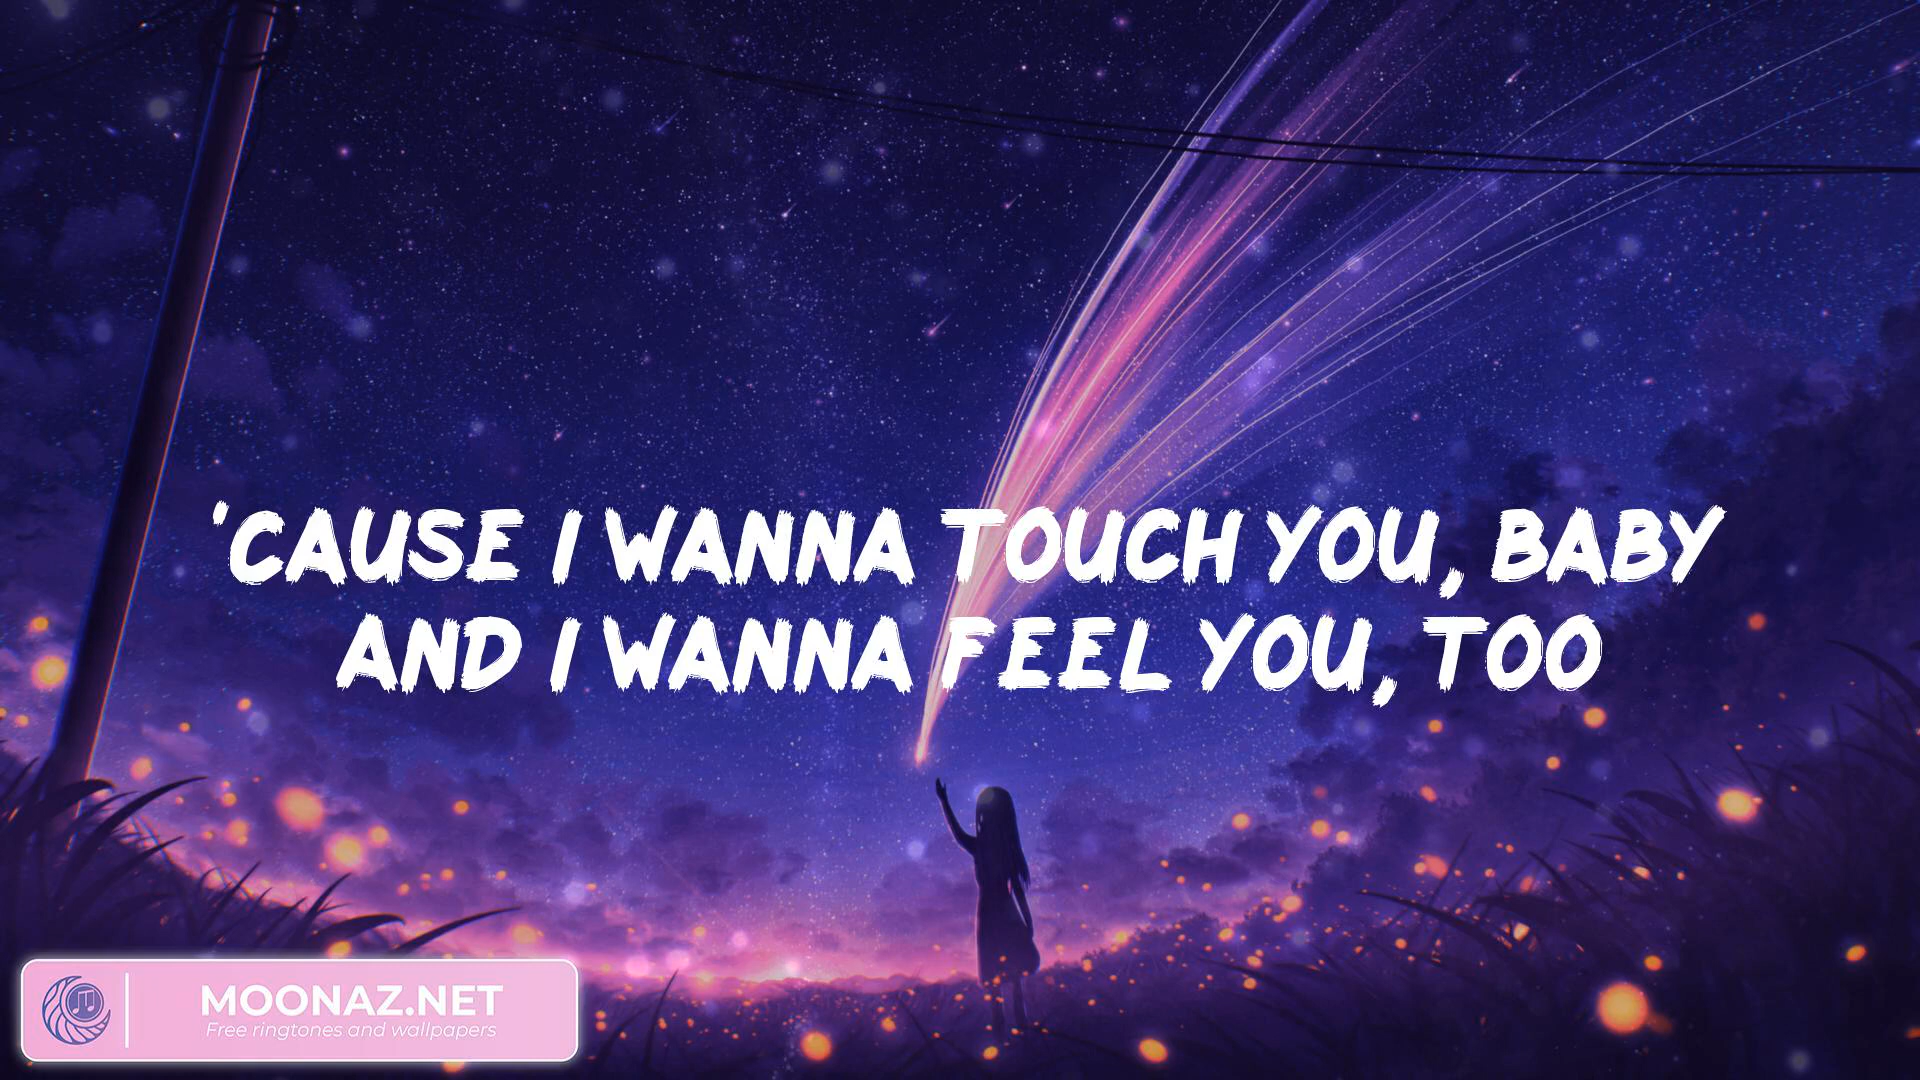 'CAUSE I WANNA TOUCH YOU, BABY
AND I WANNA FEEL YOU, TOO
MOONAZ.NET
Free ringtones and wallpapers